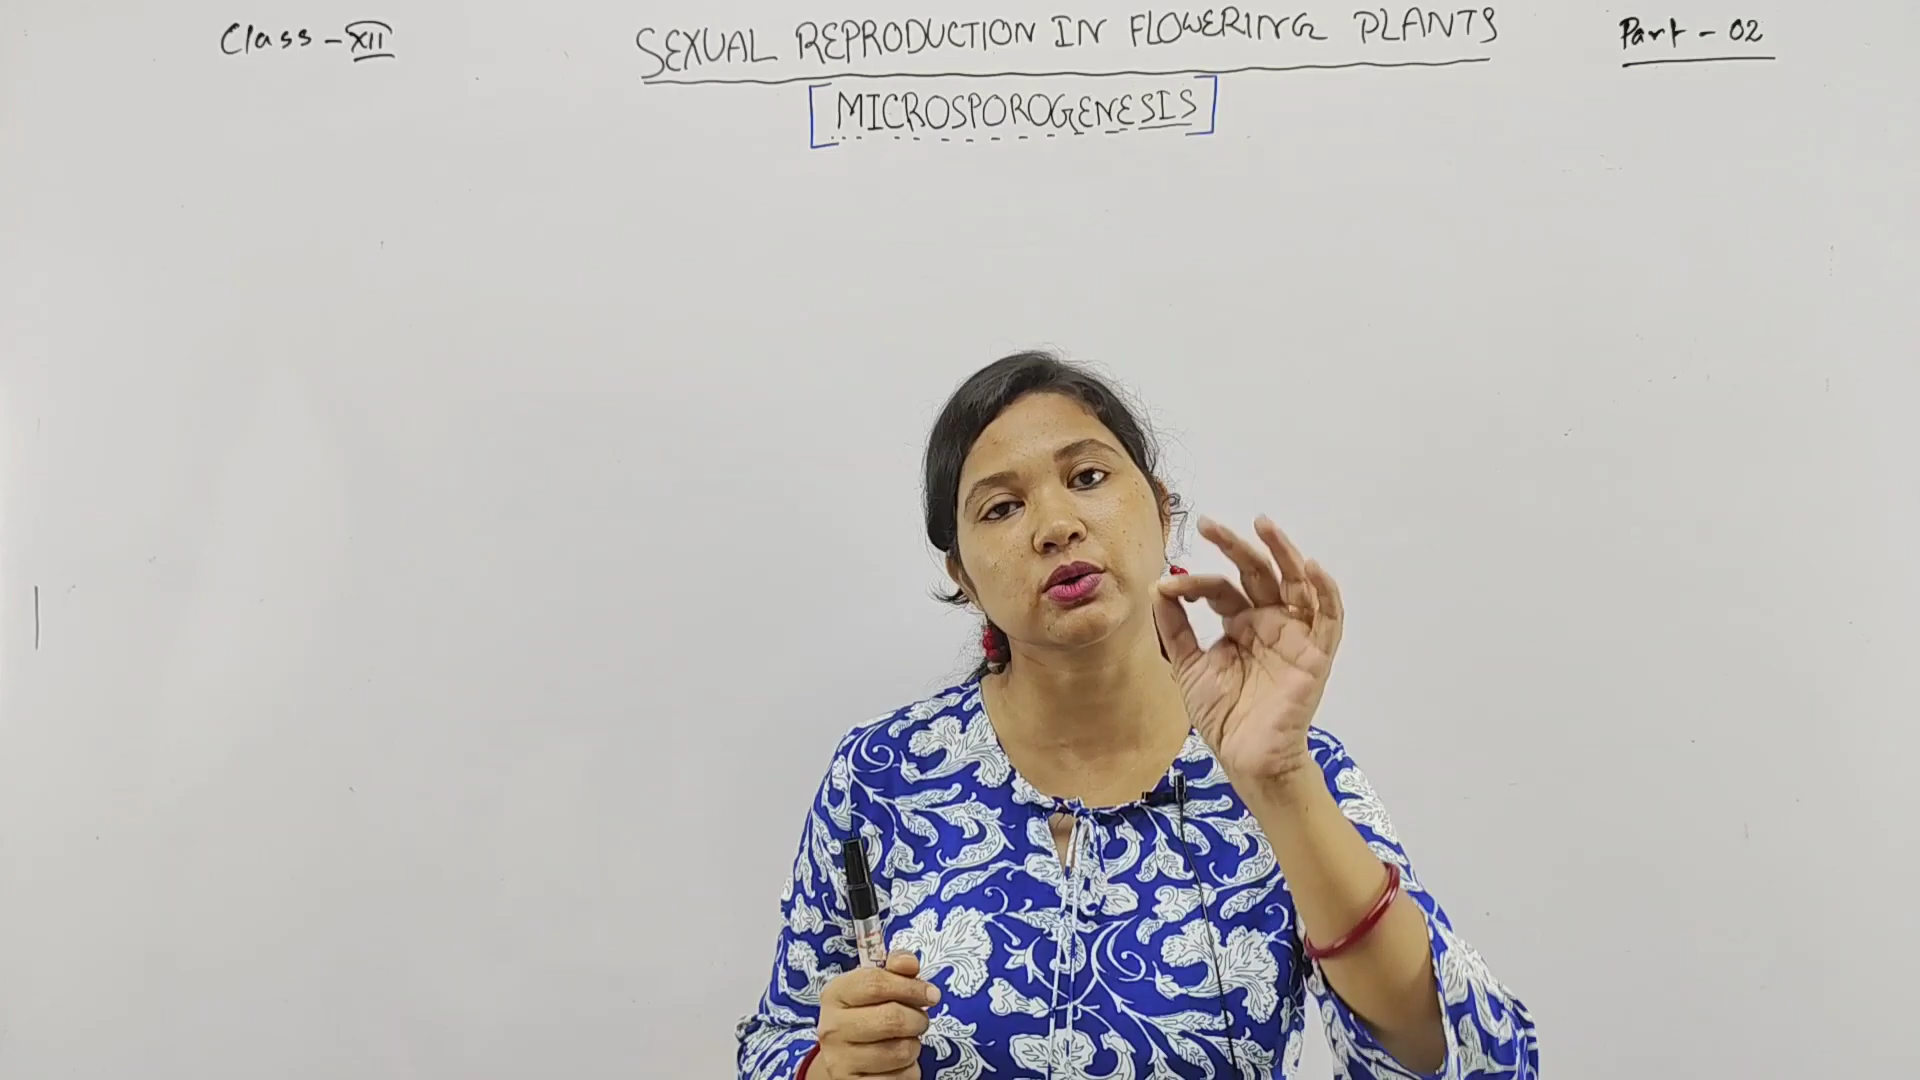 Class - XII
SEXUAL REPRODUCTION IN FLOWERING PLANTS
Part - 02
[MICROSPOROGENESIS]